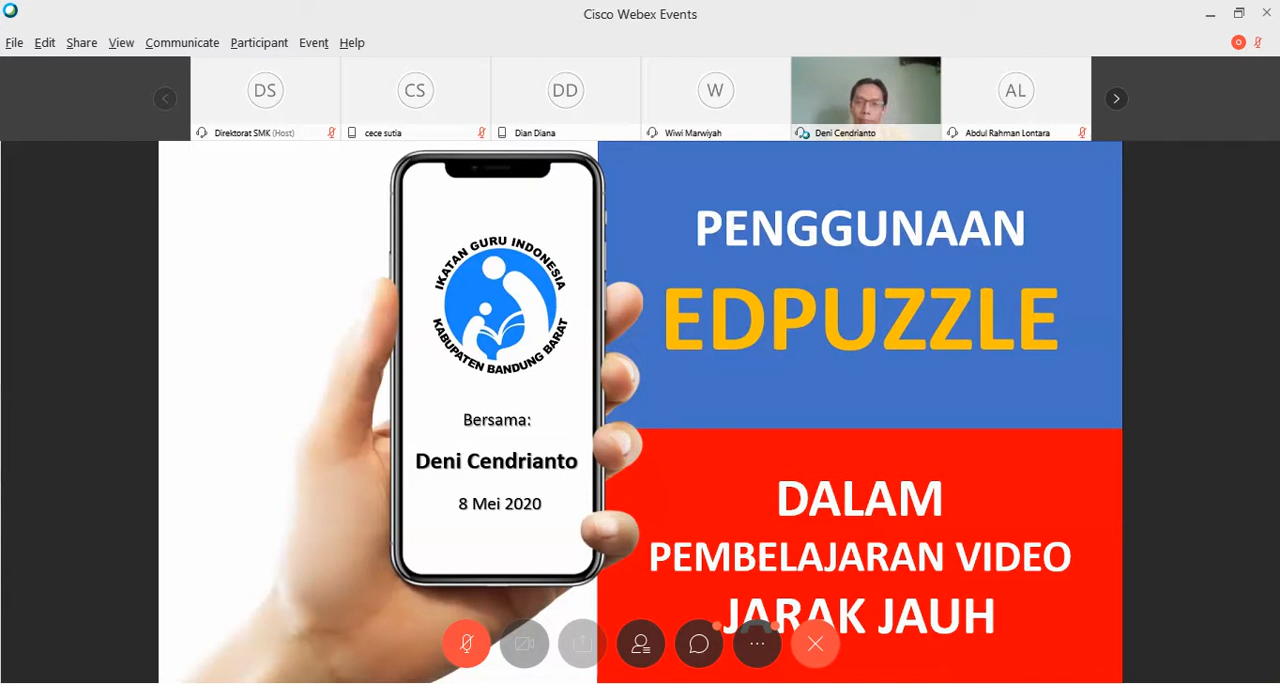 Cisco Webex Events
File Edit Share View Communicate Participant Event Help
DS CS DD W AL
Direktorat SMK (Host) cece sutia Dian Diana Wiwi Marwiyah Deni Cendrianto Abdul Rahman Lontara
IKATAN GURU INDONESIA
KABUPATEN BANDUNG BARAT
Bersama:
Deni Cendrianto
8 Mei 2020
PENGGUNAAN
EDPUZZLE
DALAM
PEMBELAJARAN VIDEO
JARAK JAUH